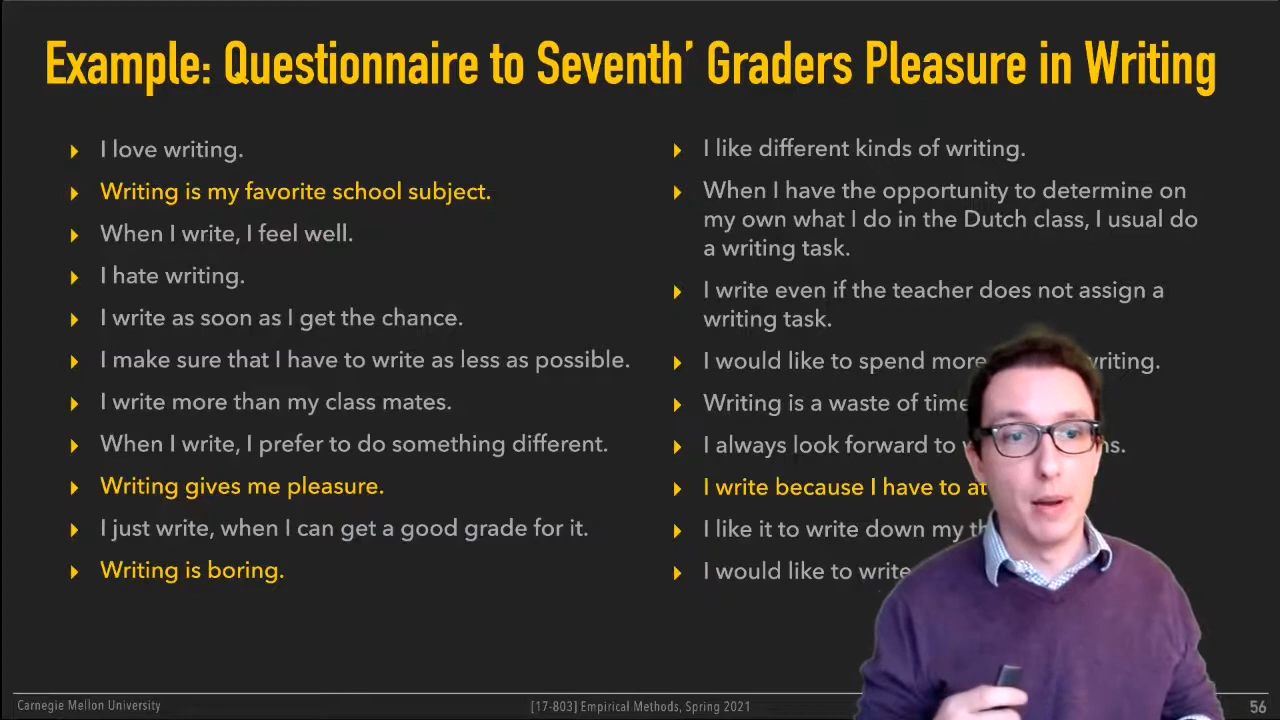 Example: Questionnaire to Seventh’ Graders Pleasure in Writing
I love writing.
Writing is my favorite school subject.
When I write, I feel well.
I hate writing.
I write as soon as I get the chance.
I make sure that I have to write as less as possible.
I write more than my class mates.
When I write, I prefer to do something different.
Writing gives me pleasure.
I just write, when I can get a good grade for it.
Writing is boring.
I like different kinds of writing.
When I have the opportunity to determine on
my own what I do in the Dutch class, I usual do
a writing task.
I write even if the teacher does not assign a
writing task.
I would like to spend more writing.
Writing is a waste of time
I always look forward to
I write because I have to
I like it to write down my
I would like to write
Carnegie Mellon University
[17-803] Empirical Methods, Spring 2021
56